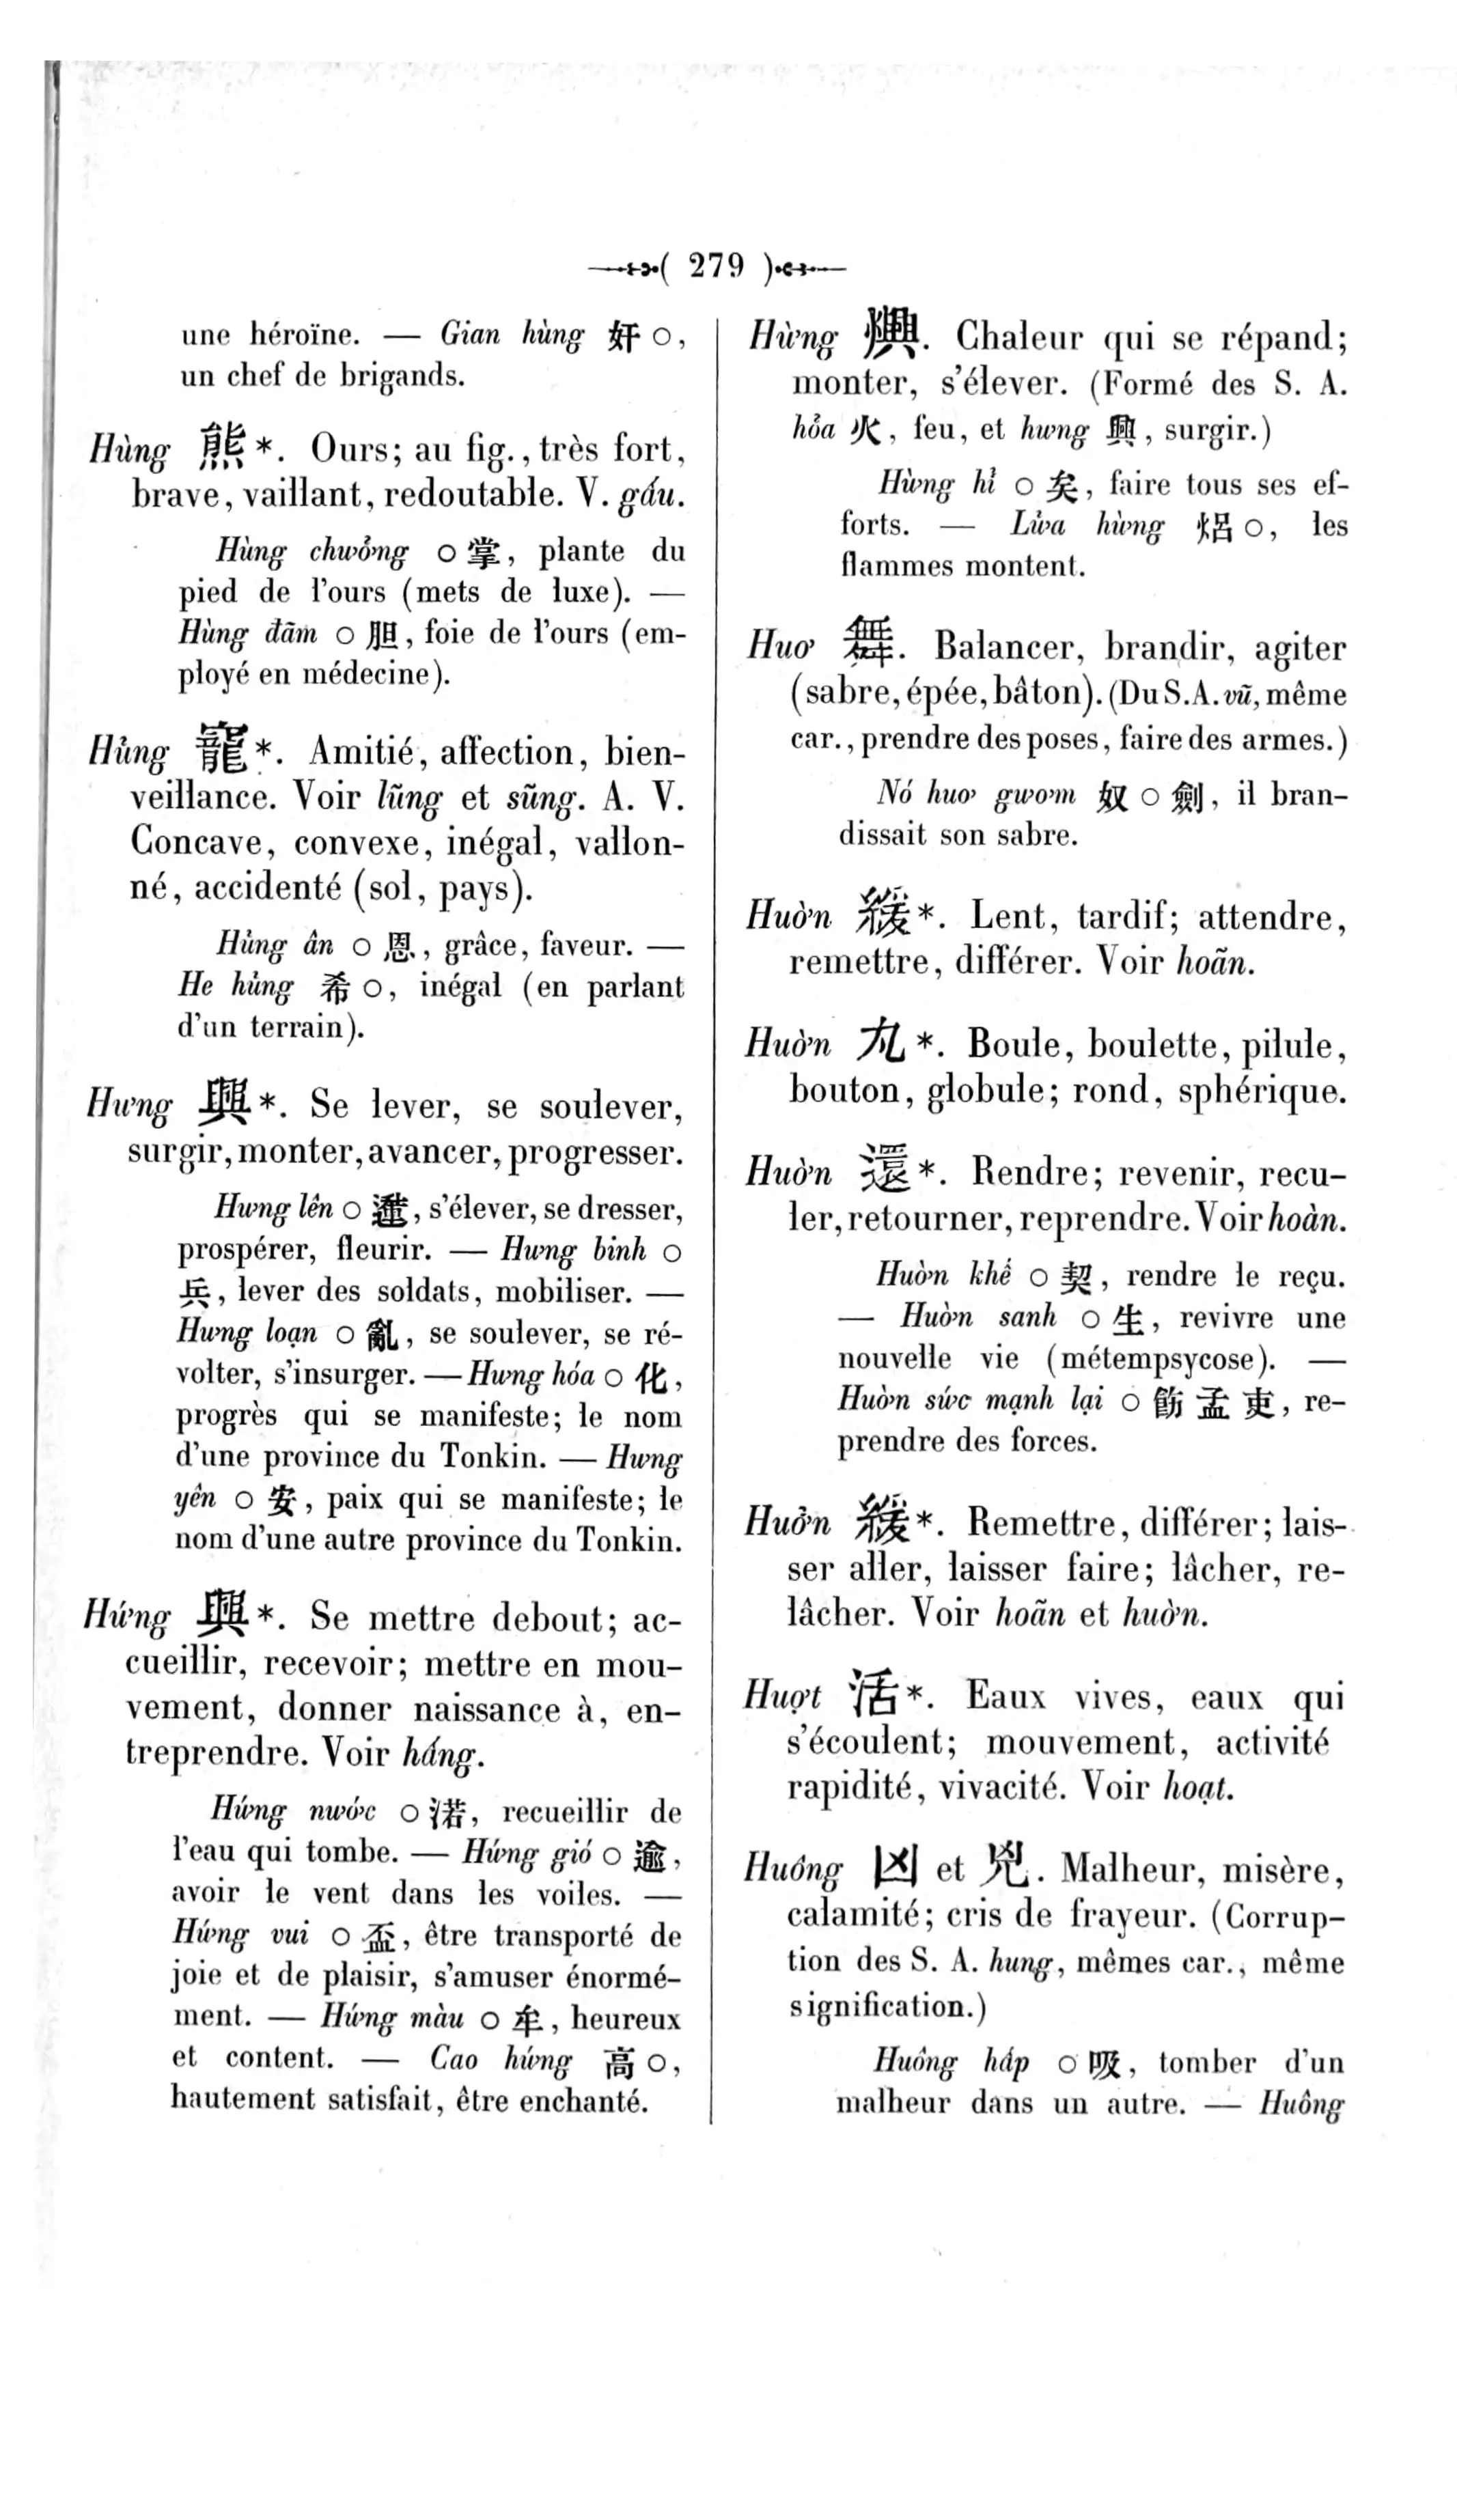 ( 279 )
une héroïne. — Gian hùng 奸○,
un chef de brigands.
Hùng 熊*. Ours; au fig., très fort,
brave, vaillant, redoutable. V. gấu.
Hùng chưởng ○掌, plante du
pied de l'ours (mets de luxe). —
Hùng đãm ○胆, foie de l'ours (em-
ployé en médecine).
Hủng 寵*. Amitié, affection, bien-
veillance. Voir lũng et sũng. A. V.
Concave, convexe, inégal, vallon-
né, accidenté (sol, pays).
Hủng ân ○恩, grâce, faveur. —
He hủng 希○, inégal (en parlant
d'un terrain).
Hưng 興*. Se lever, se soulever,
surgir, monter, avancer, progresser.
Hưng lên ○, s'élever, se dresser,
prospérer, fleurir. — Hưng binh ○
兵, lever des soldats, mobiliser. —
Hưng loạn ○亂, se soulever, se ré-
volter, s'insurger. — Hưng hóa ○化,
progrès qui se manifeste; le nom
d'une province du Tonkin. — Hưng
yên ○安, paix qui se manifeste; le
nom d'une autre province du Tonkin.
Hứng 興*. Se mettre debout; ac-
cueillir, recevoir; mettre en mou-
vement, donner naissance à, en-
treprendre. Voir hấng.
Hứng nước ○渃, recueillir de
l'eau qui tombe. — Hứng gió ○,
avoir le vent dans les voiles. —
Hứng vui ○盃, être transporté de
joie et de plaisir, s'amuser énormé-
ment. — Hứng màu ○牟, heureux
et content. — Cao hứng 高○,
hautement satisfait, être enchanté.
Hừng. Chaleur qui se répand;
monter, s'élever. (Formé des S. A.
hỏa 火, feu, et hưng 興, surgir.)
Hừng hỉ ○矣, faire tous ses ef-
forts. — Lửa hừng 焒○, les
flammes montent.
Huơ 舞. Balancer, brandir, agiter
(sabre, épée, bâton). (Du S. A. vũ, même
car., prendre des poses, faire des armes.)
Nó huơ gươm 奴○劍, il bran-
dissait son sabre.
Huờn 緩*. Lent, tardif; attendre,
remettre, différer. Voir hoãn.
Huờn 丸*. Boule, boulette, pilule,
bouton, globule; rond, sphérique.
Huờn 還*. Rendre; revenir, recu-
ler, retourner, reprendre. Voir hoàn.
Huờn khế ○契, rendre le reçu.
— Huờn sanh ○生, revivre une
nouvelle vie (métempsycose). —
Huờn sức mạnh lại ○飭孟吏, re-
prendre des forces.
Huởn 緩*. Remettre, différer; lais-
ser aller, laisser faire; lâcher, re-
lâcher. Voir hoãn et huờn.
Huợt 活*. Eaux vives, eaux qui
s'écoulent; mouvement, activité
rapidité, vivacité. Voir hoạt.
Huông 凶 et 兇. Malheur, misère,
calamité; cris de frayeur. (Corrup-
tion des S. A. hung, mêmes car., même
signification.)
Huông hấp ○吸, tomber d'un
malheur dans un autre. — Huông